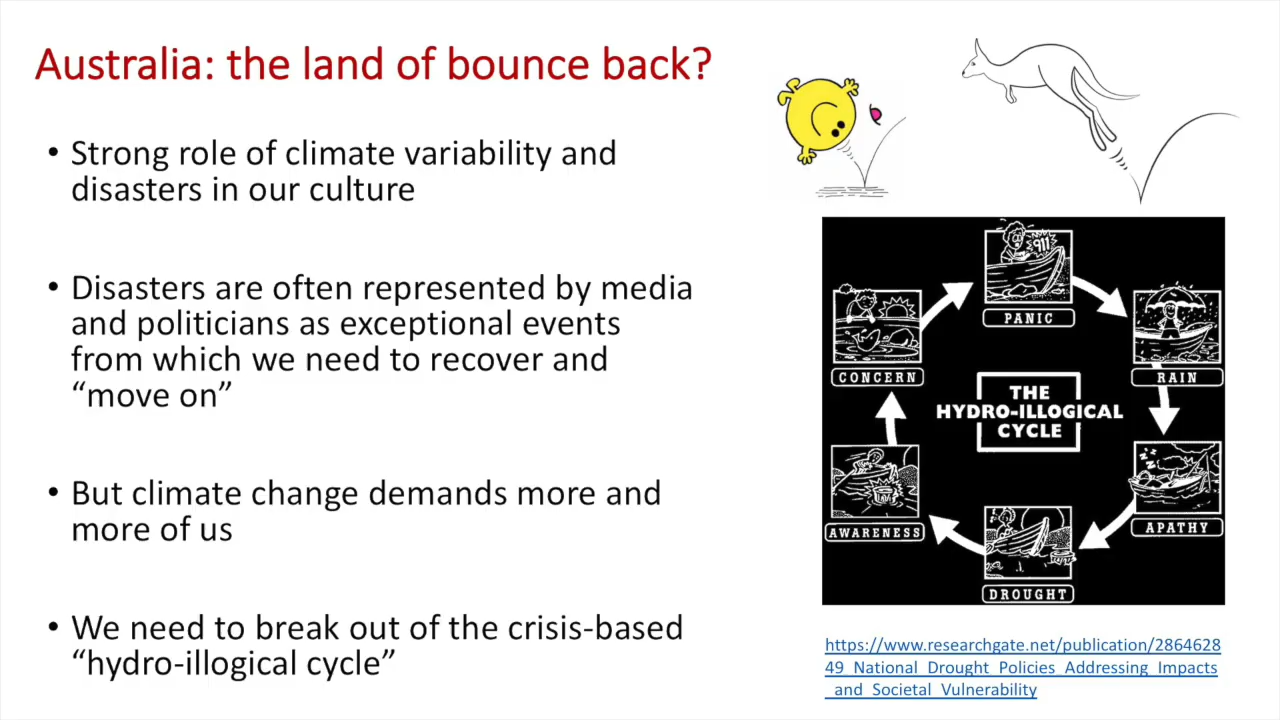 Australia: the land of bounce back?
• Strong role of climate variability and
disasters in our culture
• Disasters are often represented by media
and politicians as exceptional events
from which we need to recover and
“move on”
• But climate change demands more and
more of us
• We need to break out of the crisis-based
“hydro-illogical cycle”
911
PANIC
RAIN
APATHY
DROUGHT
AWARENESS
CONCERN
THE
HYDRO-ILLOGICAL
CYCLE
https://www.researchgate.net/publication/2864628
49_National_Drought_Policies_Addressing_Impacts
_and_Societal_Vulnerability